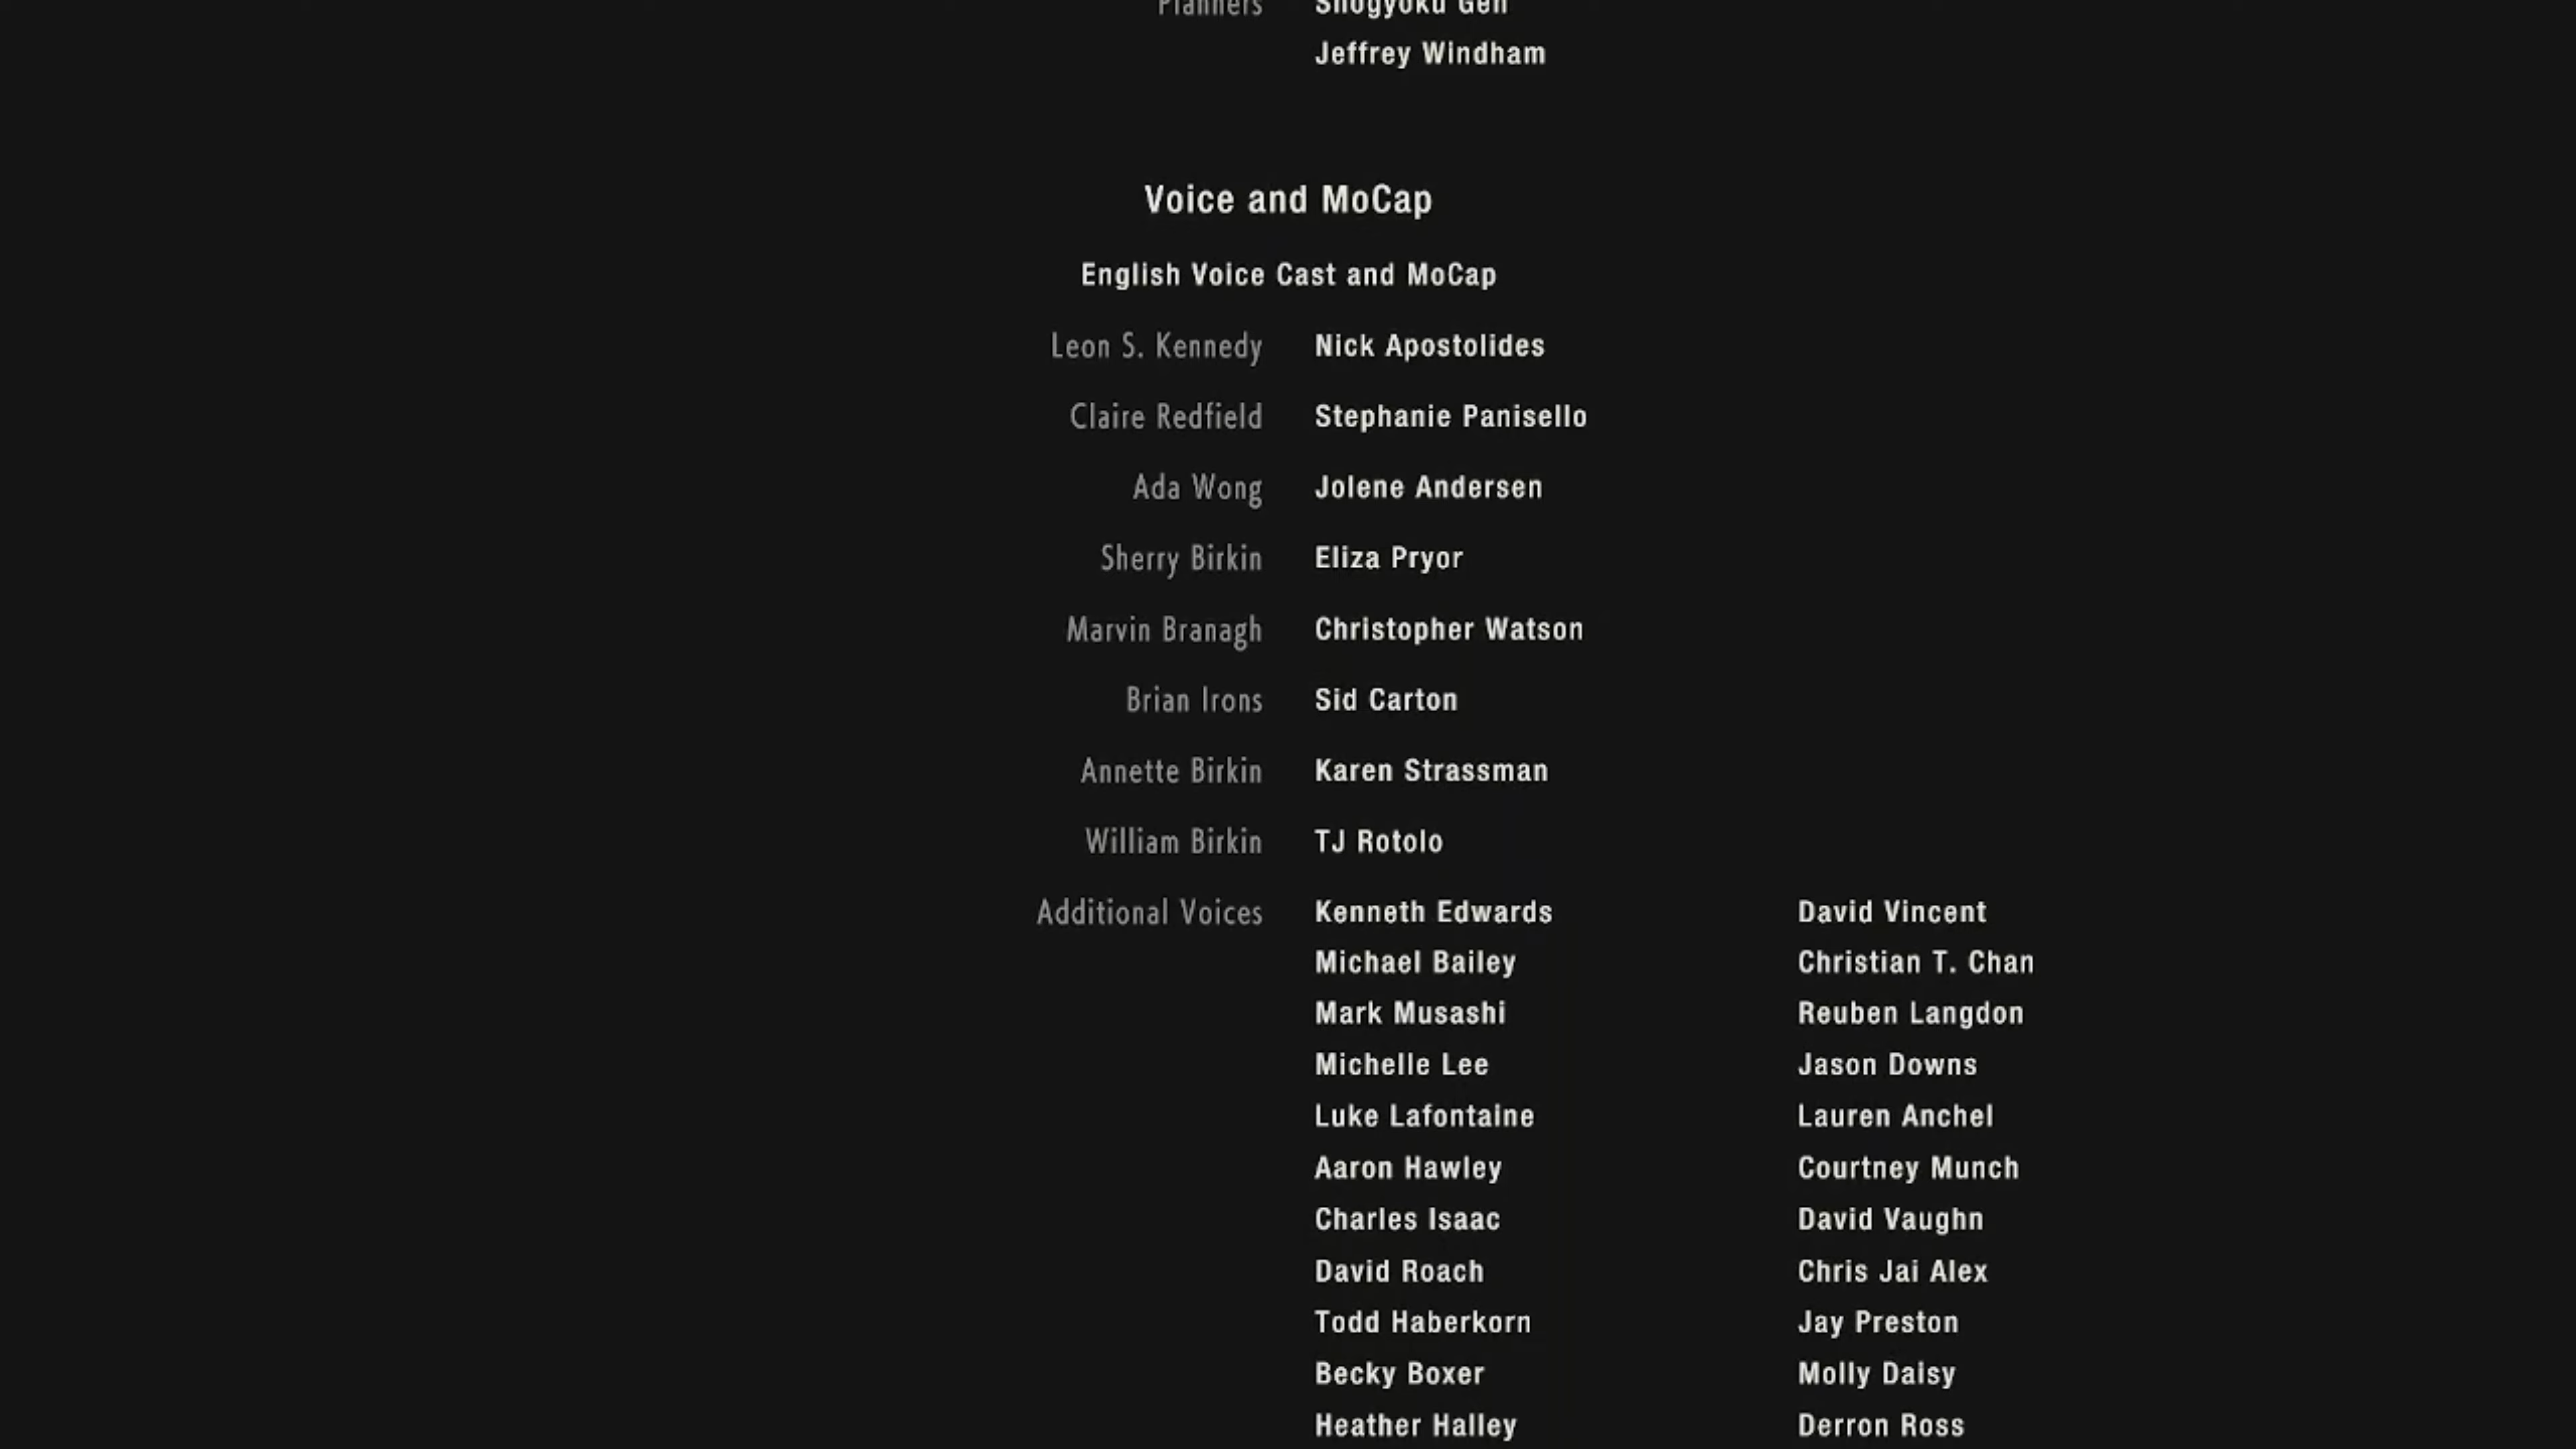 Planners Shogyoku Gen
Jeffrey Windham
Voice and MoCap
English Voice Cast and MoCap
Leon S. Kennedy Nick Apostolides
Claire Redfield Stephanie Panisello
Ada Wong Jolene Andersen
Sherry Birkin Eliza Pryor
Marvin Branagh Christopher Watson
Brian Irons Sid Carton
Annette Birkin Karen Strassman
William Birkin TJ Rotolo
Additional Voices Kenneth Edwards David Vincent
Michael Bailey Christian T. Chan
Mark Musashi Reuben Langdon
Michelle Lee Jason Downs
Luke Lafontaine Lauren Anchel
Aaron Hawley Courtney Munch
Charles Isaac David Vaughn
David Roach Chris Jai Alex
Todd Haberkorn Jay Preston
Becky Boxer Molly Daisy
Heather Halley Derron Ross